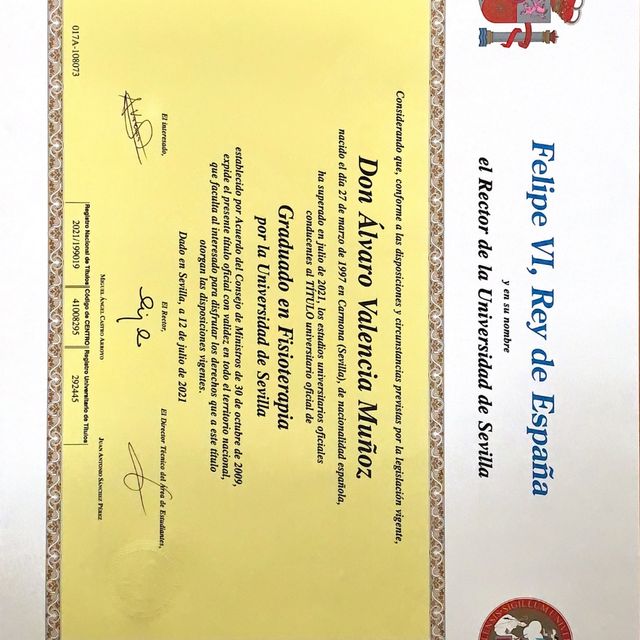 Felipe VI, Rey de España
y en su nombre
el Rector de la Universidad de Sevilla
Considerando que, conforme a las disposiciones y circunstancias previstas por la legislación vigente,
Don Álvaro Valencia Muñoz
nacido el día 27 de marzo de 1997 en Carmona (Sevilla), de nacionalidad española,
ha superado en julio de 2021, los estudios universitarios oficiales
conducentes al TÍTULO universitario oficial de
Graduado en Fisioterapia
por la Universidad de Sevilla
establecido por Acuerdo del Consejo de Ministros de 30 de octubre de 2009,
expide el presente título oficial con validez en todo el territorio nacional,
que faculta al interesado para disfrutar los derechos que a este título
otorgan las disposiciones vigentes.
Dado en Sevilla, a 12 de julio de 2021
El interesado,
El Rector,
El Director Técnico del Área de Estudiantes,
Miguel Ángel Castro Arroyo
Juan Antonio Sánchez Pérez
Registro Nacional de Títulos | Código de CENTRO | Registro Universitario de Títulos
2021/199089 41008295 292445
017A-108073